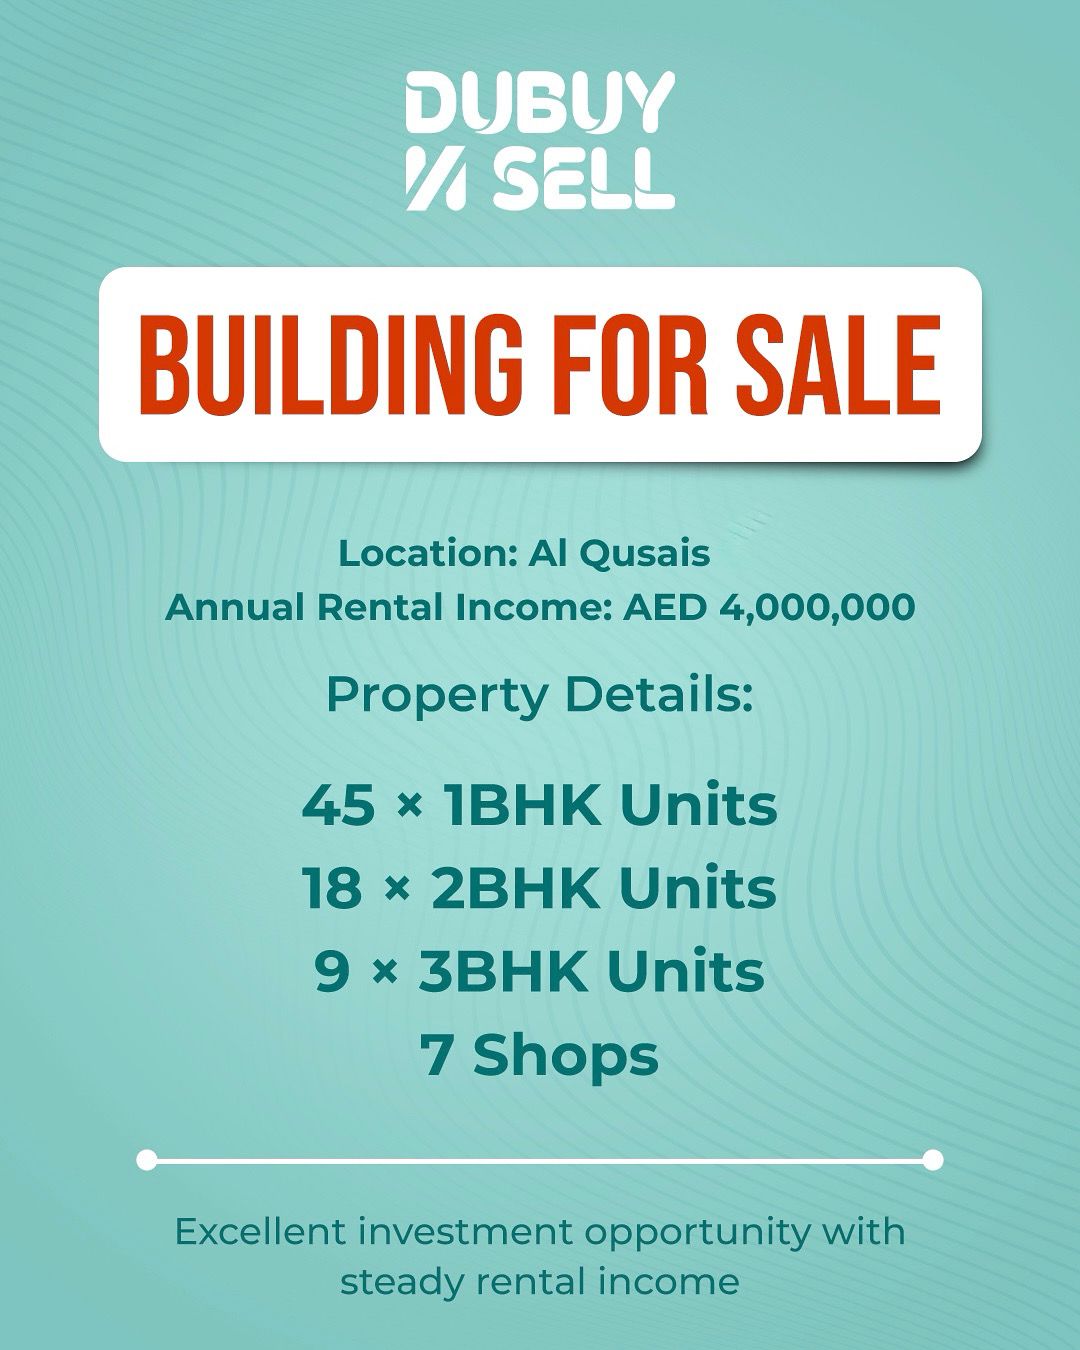 DUBUY
N SELL
BUILDING FOR SALE
Location: Al Qusais
Annual Rental Income: AED 4,000,000
Property Details:
45 × 1BHK Units
18 × 2BHK Units
9 × 3BHK Units
7 Shops
Excellent investment opportunity with
steady rental income